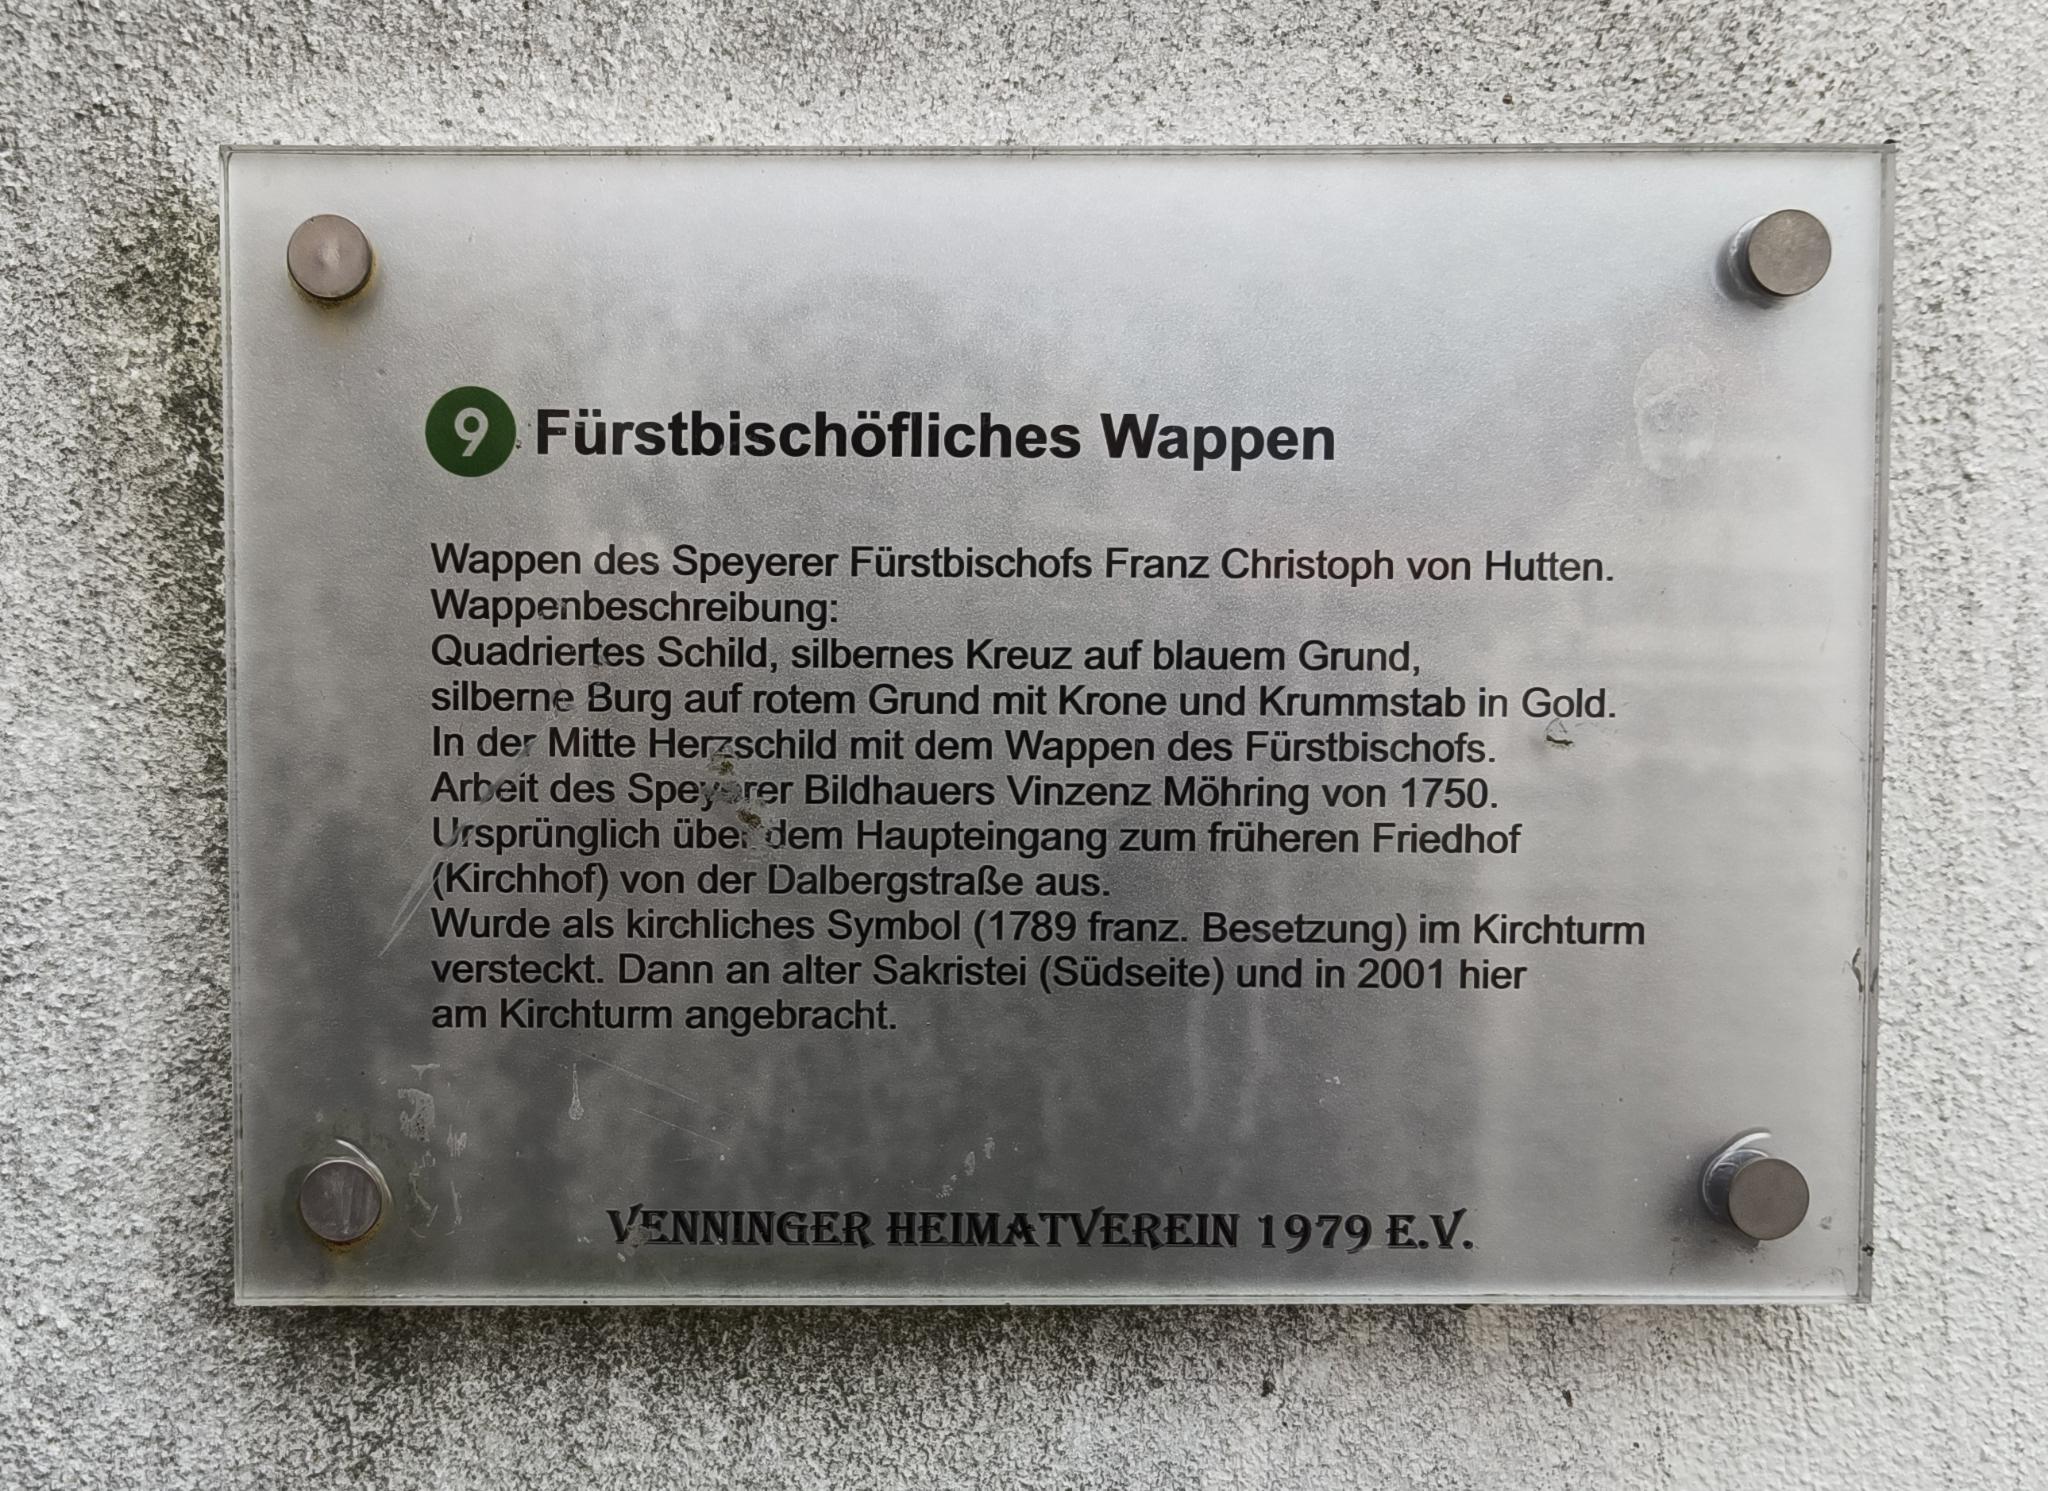 9 Fürstbischöfliches Wappen
Wappen des Speyerer Fürstbischofs Franz Christoph von Hutten.
Wappenbeschreibung:
Quadriertes Schild, silbernes Kreuz auf blauem Grund,
silberne Burg auf rotem Grund mit Krone und Krummstab in Gold.
In der Mitte Herzschild mit dem Wappen des Fürstbischofs.
Arbeit des Speyerer Bildhauers Vinzenz Möhring von 1750.
Ursprünglich über dem Haupteingang zum früheren Friedhof
(Kirchhof) von der Dalbergstraße aus.
Wurde als kirchliches Symbol (1789 franz. Besetzung) im Kirchturm
versteckt. Dann an alter Sakristei (Südseite) und in 2001 hier
am Kirchturm angebracht.
VENNINGER HEIMATVEREIN 1979 E.V.